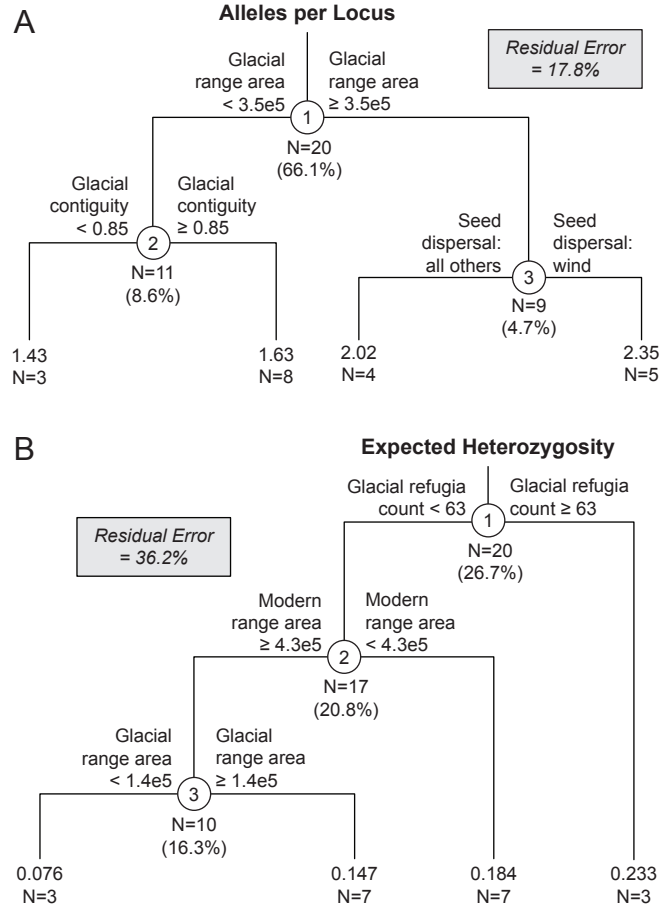 A
Alleles per Locus
Residual Error
= 17.8%
Glacial
range area
< 3.5e5
Glacial
range area
≥ 3.5e5
1
N=20
(66.1%)
Glacial
contiguity
< 0.85
Glacial
contiguity
≥ 0.85
2
N=11
(8.6%)
Seed
dispersal:
all others
Seed
dispersal:
wind
3
N=9
(4.7%)
1.43
N=3
1.63
N=8
2.02
N=4
2.35
N=5
B
Expected Heterozygosity
Residual Error
= 36.2%
Glacial refugia
count < 63
Glacial refugia
count ≥ 63
1
N=20
(26.7%)
Modern
range area
≥ 4.3e5
Modern
range area
< 4.3e5
2
N=17
(20.8%)
Glacial
range area
< 1.4e5
Glacial
range area
≥ 1.4e5
3
N=10
(16.3%)
0.076
N=3
0.147
N=7
0.184
N=7
0.233
N=3